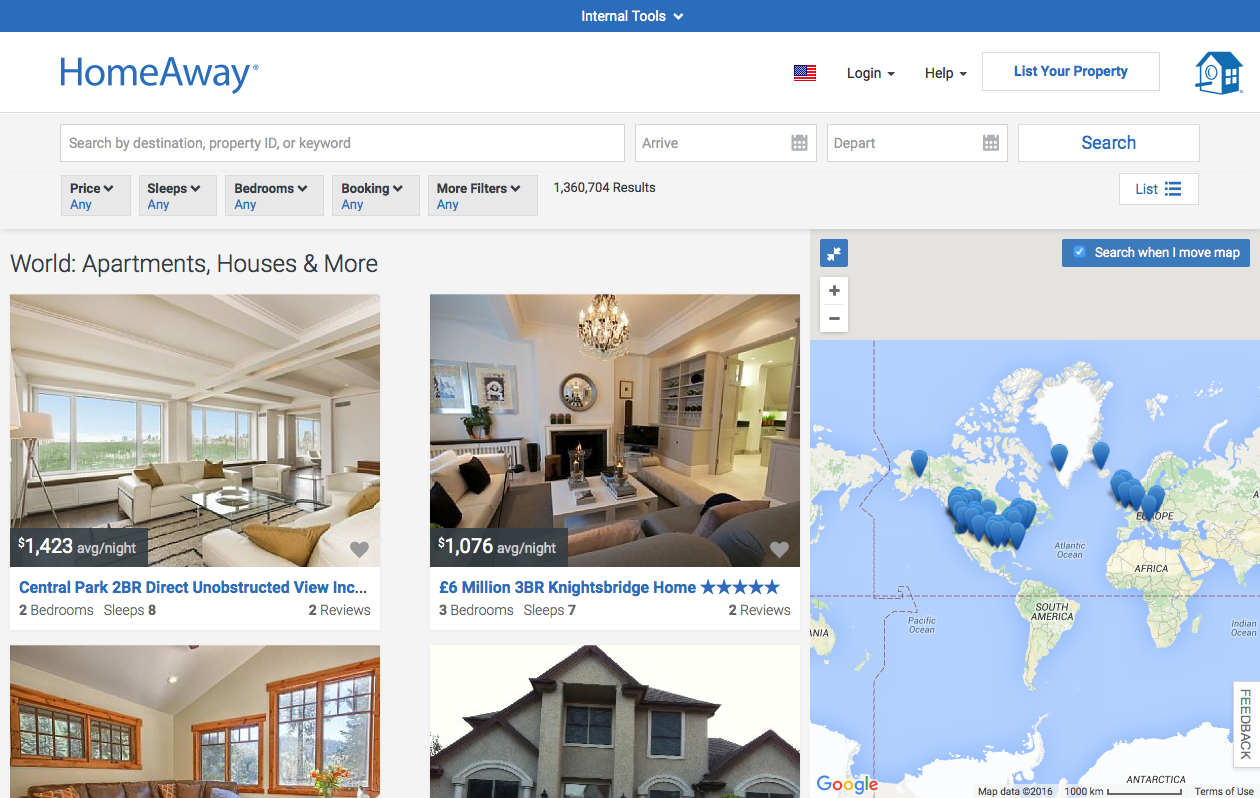 Internal Tools
HomeAway®
Login
Help
List Your Property
Search by destination, property ID, or keyword
Arrive
Depart
Search
Price
Any
Sleeps
Any
Bedrooms
Any
Booking
Any
More Filters
Any
1,360,704 Results
List
World: Apartments, Houses & More
$1,423 avg/night
Central Park 2BR Direct Unobstructed View Inc...
2 Bedrooms Sleeps 8
2 Reviews
$1,076 avg/night
£6 Million 3BR Knightsbridge Home ★★★★★
3 Bedrooms Sleeps 7
2 Reviews
Search when I move map
+
−
EUROPE
A
Atlantic
Ocean
AFRICA
SOUTH
AMERICA
Pacific
Ocean
Indian
Ocean
ANIA
FEEDBACK
ANTARCTICA
Google
Map data ©2016
1000 km
Terms of Use